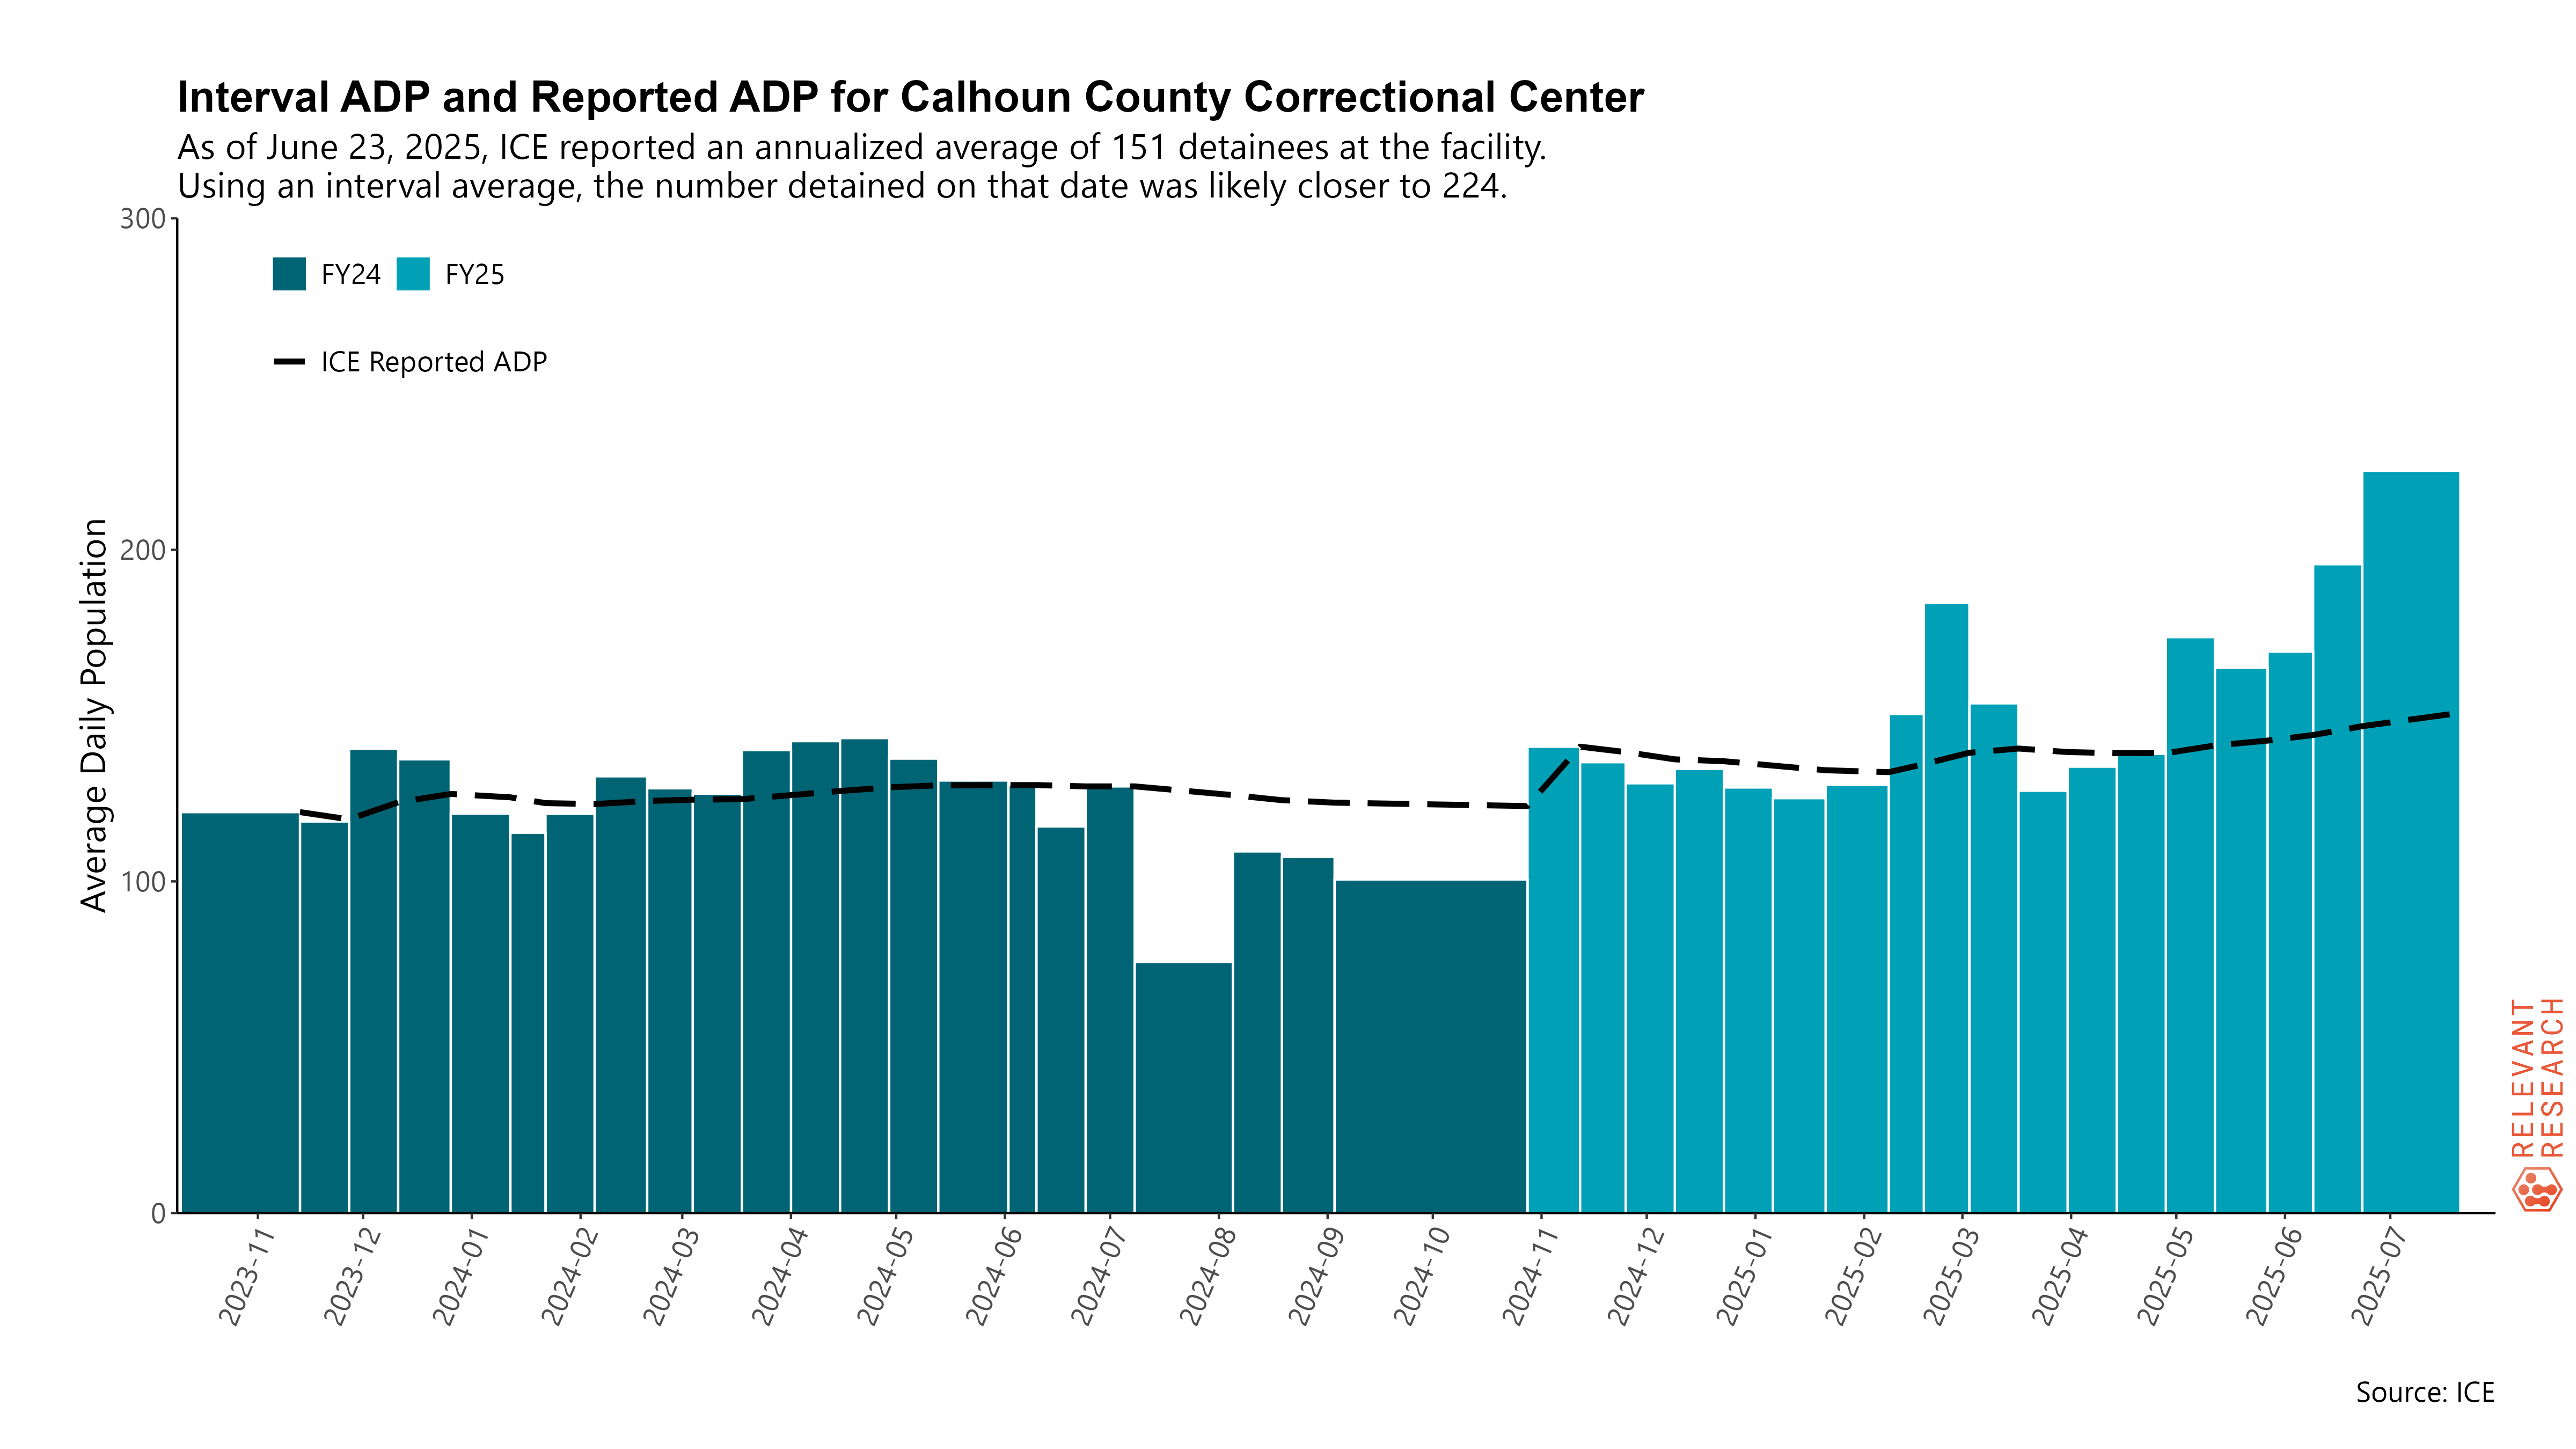 Interval ADP and Reported ADP for Calhoun County Correctional Center
As of June 23, 2025, ICE reported an annualized average of 151 detainees at the facility.
Using an interval average, the number detained on that date was likely closer to 224.
FY24 FY25
ICE Reported ADP
Average Daily Population
300
200
100
0
2023-11
2023-12
2024-01
2024-02
2024-03
2024-04
2024-05
2024-06
2024-07
2024-08
2024-09
2024-10
2024-11
2024-12
2025-01
2025-02
2025-03
2025-04
2025-05
2025-06
2025-07
RELEVANT
RESEARCH
Source: ICE